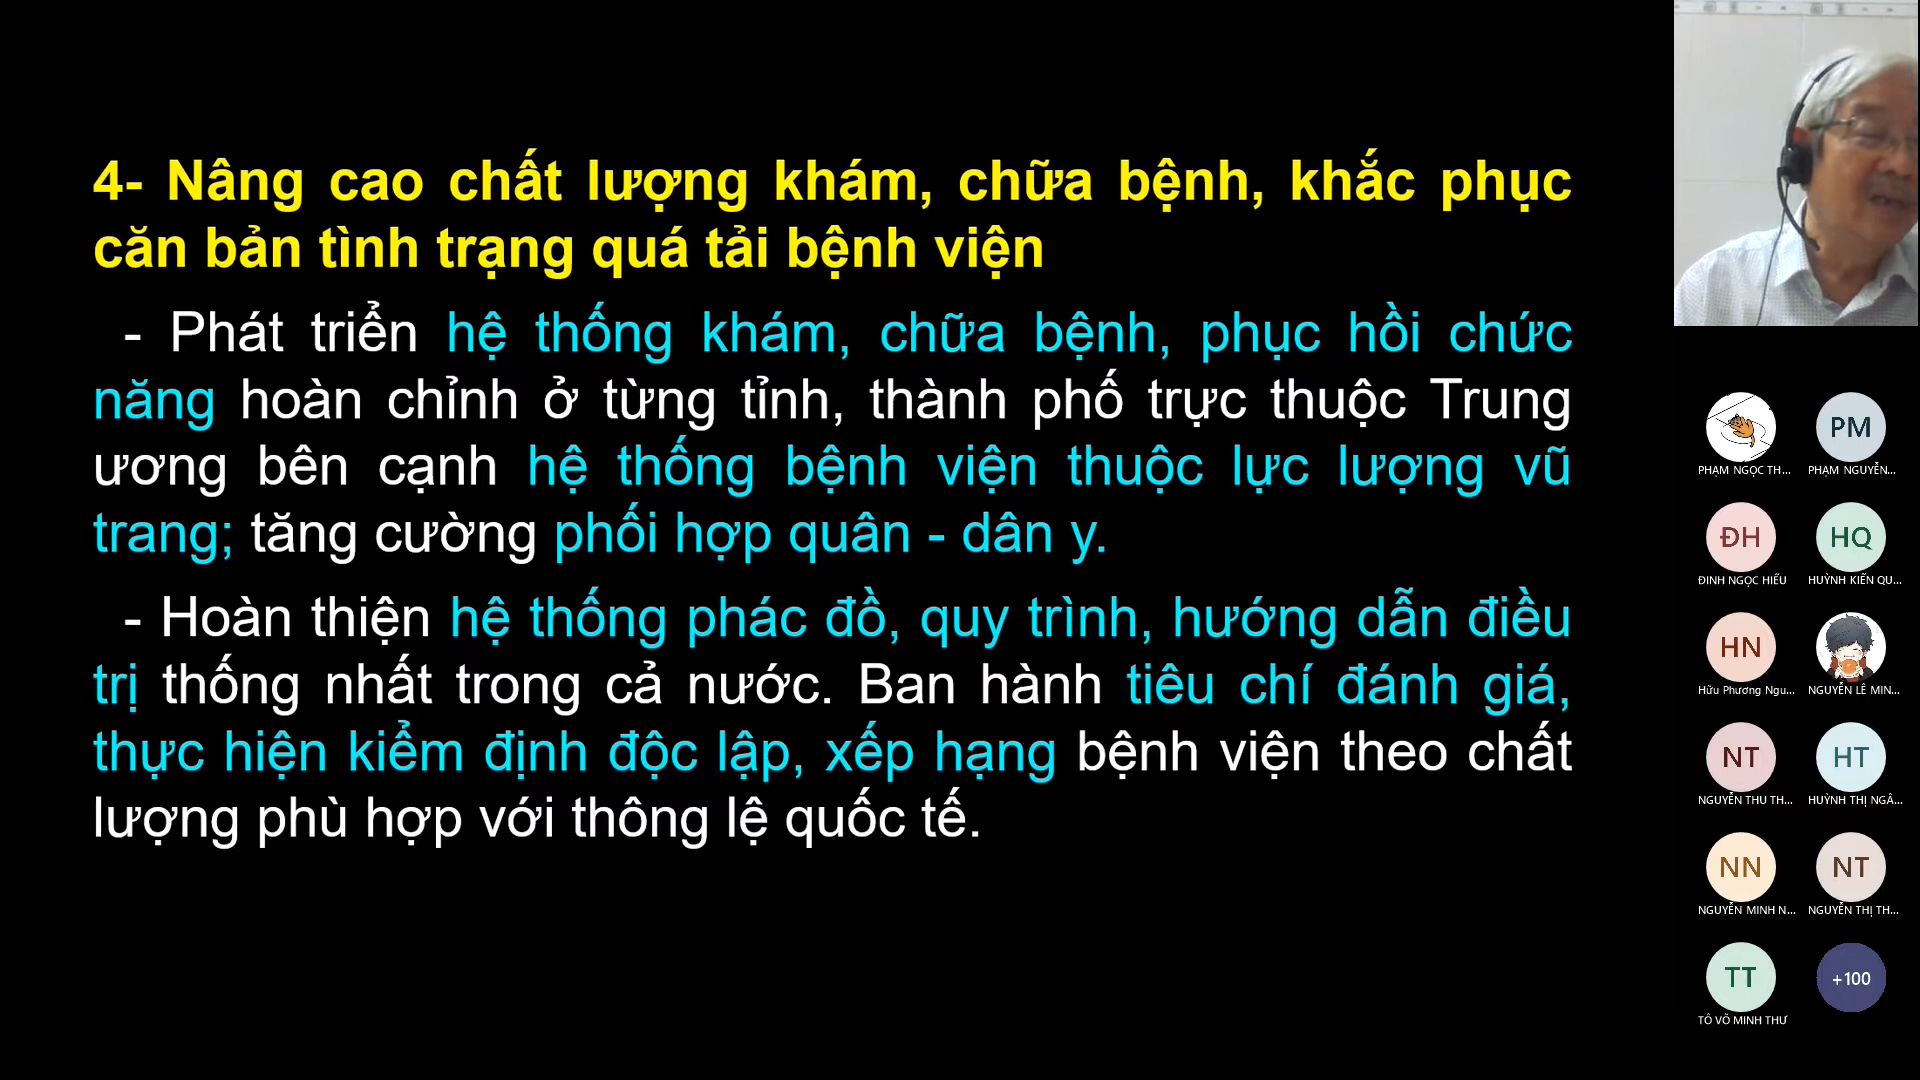 4- Nâng cao chất lượng khám, chữa bệnh, khắc phục
căn bản tình trạng quá tải bệnh viện
- Phát triển hệ thống khám, chữa bệnh, phục hồi chức
năng hoàn chỉnh ở từng tỉnh, thành phố trực thuộc Trung
ương bên cạnh hệ thống bệnh viện thuộc lực lượng vũ
trang; tăng cường phối hợp quân - dân y.
- Hoàn thiện hệ thống phác đồ, quy trình, hướng dẫn điều
trị thống nhất trong cả nước. Ban hành tiêu chí đánh giá,
thực hiện kiểm định độc lập, xếp hạng bệnh viện theo chất
lượng phù hợp với thông lệ quốc tế.
PM
PHẠM NGỌC TH... PHẠM NGUYỄN...
ĐH HQ
ĐINH NGỌC HIẾU HUỲNH KIẾN QU...
HN
Hữu Phương Ngu... NGUYỄN LÊ MIN...
NT HT
NGUYỄN THU TH... HUỲNH THỊ NGÂ...
NN NT
NGUYỄN MINH N... NGUYỄN THỊ TH...
TT +100
TÔ VÕ MINH THƯ